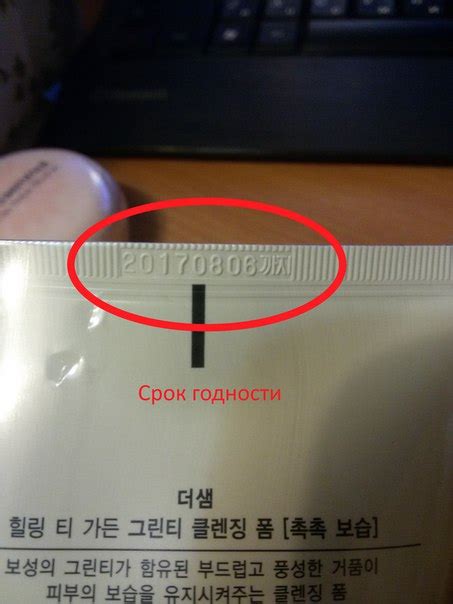 20170806까지
Срок годности
더샘
힐링 티 가든 그린티 클렌징 폼 [촉촉 보습]
보성의 그린티가 함유된 부드럽고 풍성한 거품이
피부의 보습을 유지시켜주는 클렌징 폼